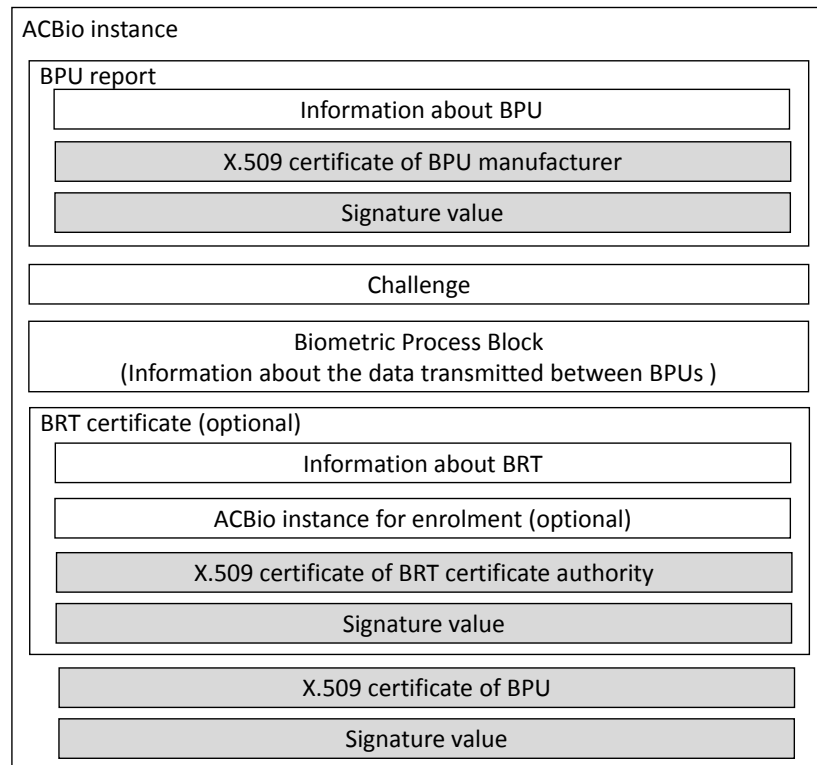 ACBio instance
BPU report
Information about BPU
X.509 certificate of BPU manufacturer
Signature value
Challenge
Biometric Process Block
(Information about the data transmitted between BPUs )
BRT certificate (optional)
Information about BRT
ACBio instance for enrolment (optional)
X.509 certificate of BRT certificate authority
Signature value
X.509 certificate of BPU
Signature value